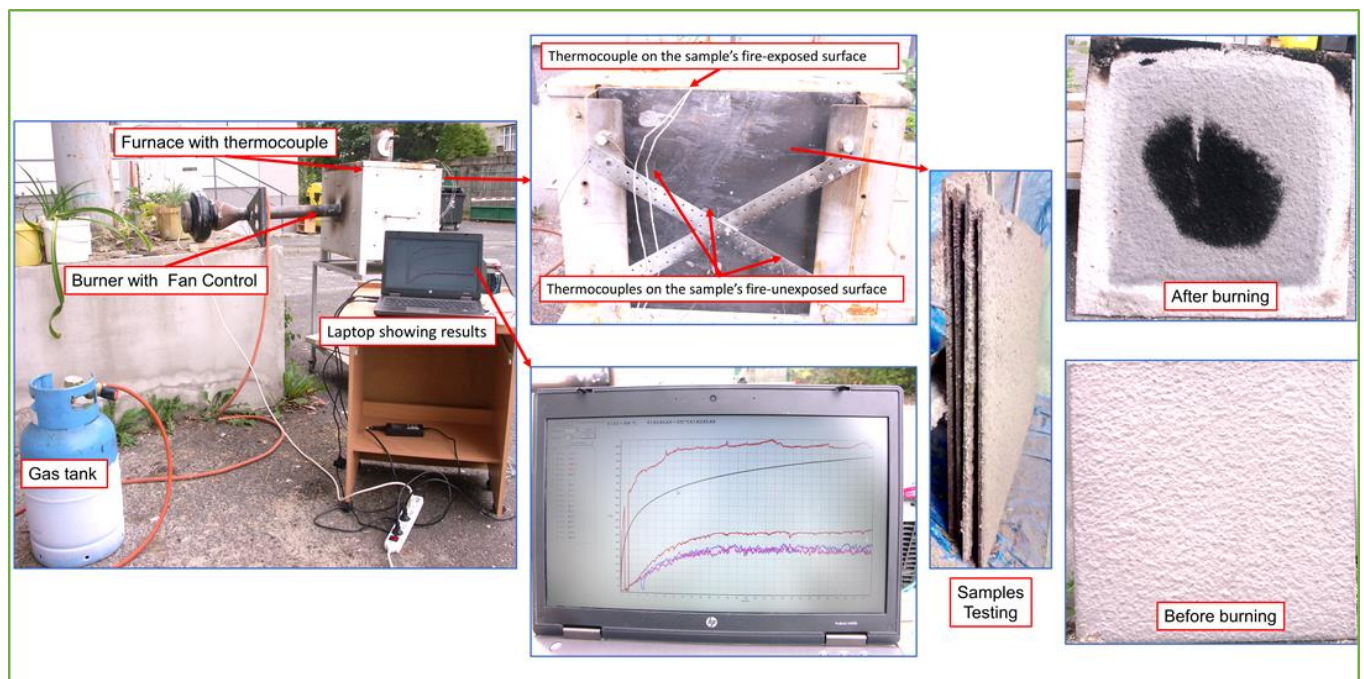 Thermocouple on the sample's fire-exposed surface
Furnace with thermocouple
Burner with  Fan Control
Thermocouples on the sample's fire-unexposed surface
Laptop showing results
Gas tank
hp
Samples
Testing
After burning
Before burning